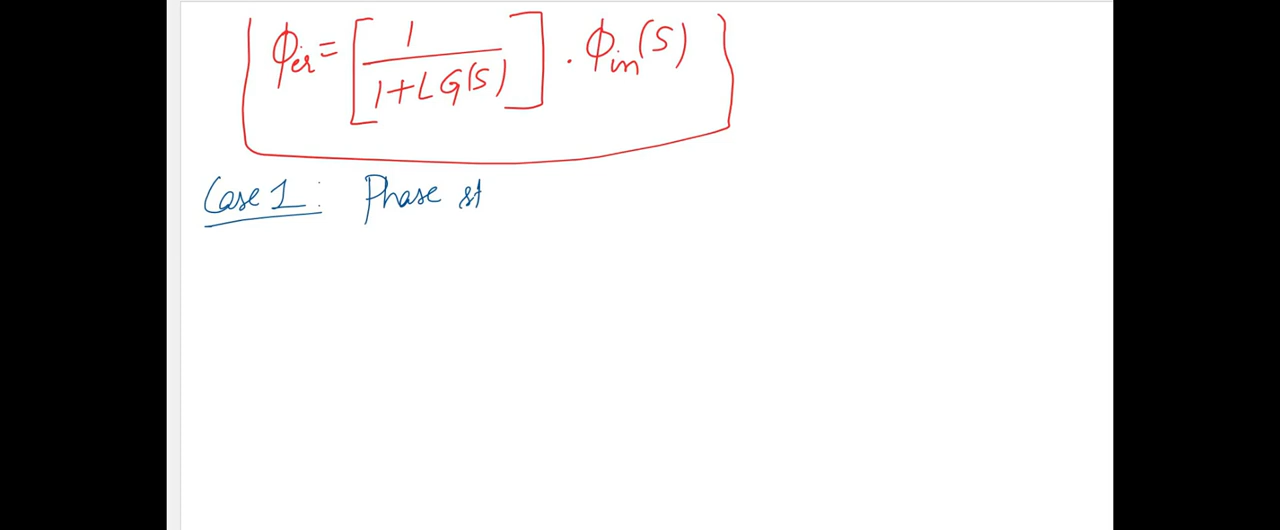 ϕer = [1/(1+LG(s))] . ϕin(s)
Case 1 : Phase st